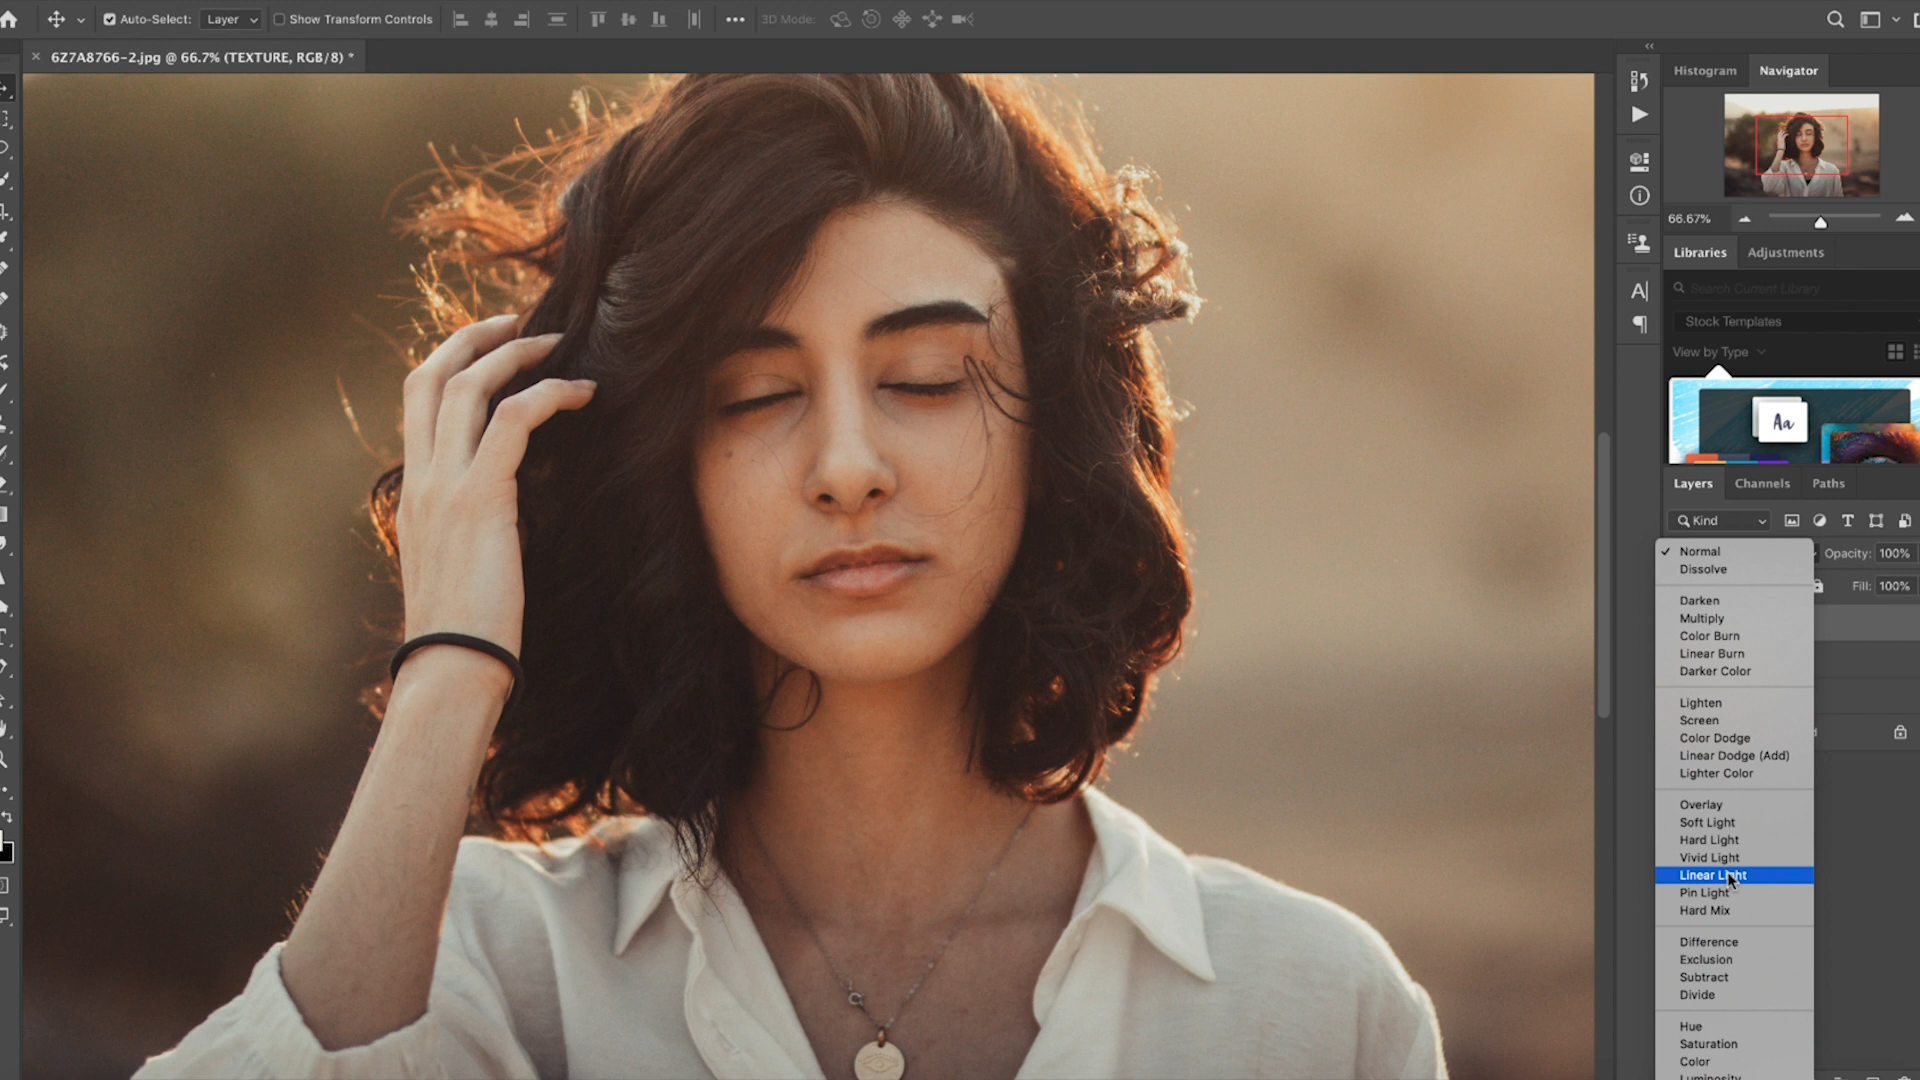 Auto-Select: Layer Show Transform Controls 3D Mode:
6Z7A8766-2.jpg @ 66.7% (TEXTURE, RGB/8) *
Histogram Navigator
66.67%
Libraries Adjustments
Search Current Library
Stock Templates
View by Type
Aa
Layers Channels Paths
Kind
Normal
Opacity: 100%
Dissolve
Fill: 100%
Darken
Multiply
Color Burn
Linear Burn
Darker Color
Lighten
Screen
Color Dodge
Linear Dodge (Add)
Lighter Color
Overlay
Soft Light
Hard Light
Vivid Light
Linear Light
Pin Light
Hard Mix
Difference
Exclusion
Subtract
Divide
Hue
Saturation
Color
Luminosity